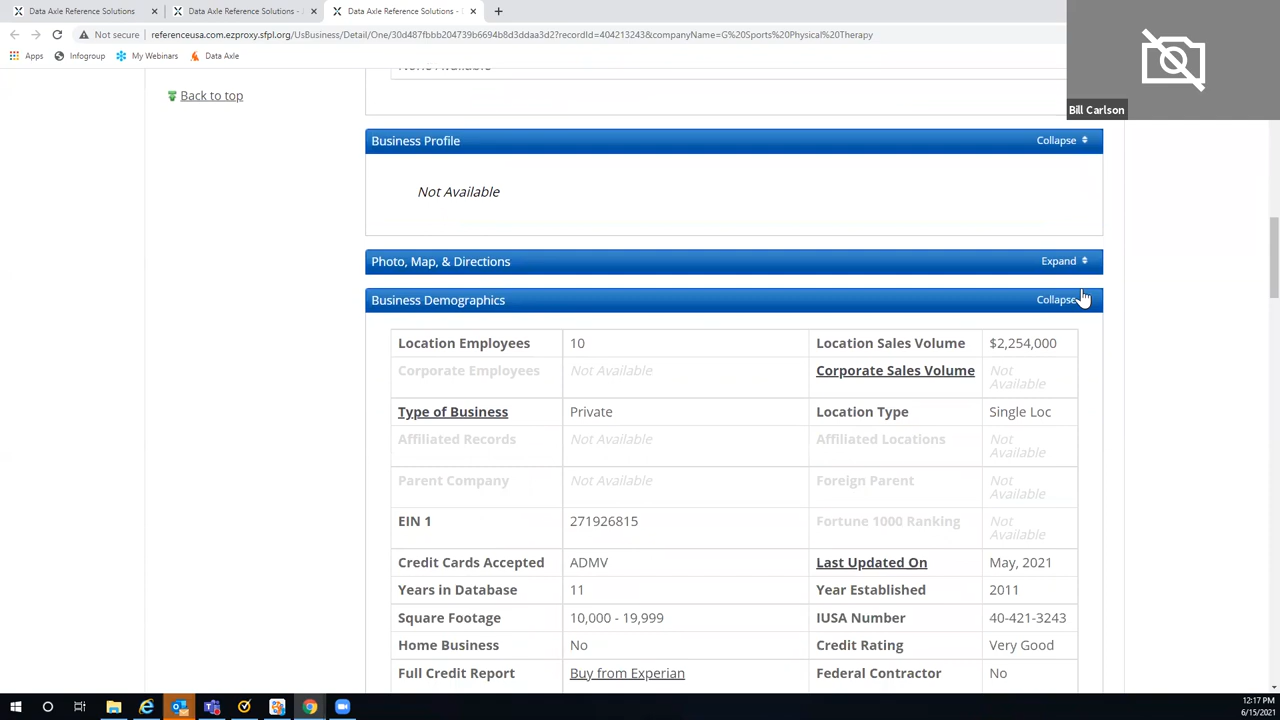 Data Axle Reference Solutions -
Data Axle Reference Solutions -
Data Axle Reference Solutions -
Not secure
referenceusa.com.ezproxy.sfpl.org/UsBusiness/Detail/One/30d487fbbb204739b6694b8d3ddaa3d2?recordId=404213243&companyName=G%20Sports%20Physical%20Therapy
Apps Infogroup My Webinars Data Axle
Bill Carlson
None Available
Back to top
Business Profile Collapse
Not Available
Photo, Map, & Directions Expand
Business Demographics Collapse
Location Employees 10 Location Sales Volume $2,254,000
Corporate Employees Not Available Corporate Sales Volume Not
Available
Type of Business Private Location Type Single Loc
Affiliated Records Not Available Affiliated Locations Not
Available
Parent Company Not Available Foreign Parent Not
Available
EIN 1 271926815 Fortune 1000 Ranking Not
Available
Credit Cards Accepted ADMV Last Updated On May, 2021
Years in Database 11 Year Established 2011
Square Footage 10,000 - 19,999 IUSA Number 40-421-3243
Home Business No Credit Rating Very Good
Full Credit Report Buy from Experian Federal Contractor No
12:17 PM
6/15/2021